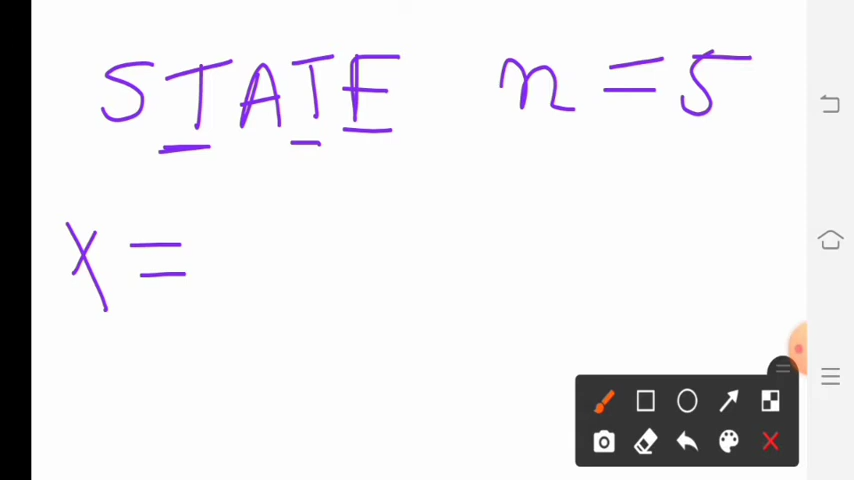 STATE n = 5
X =